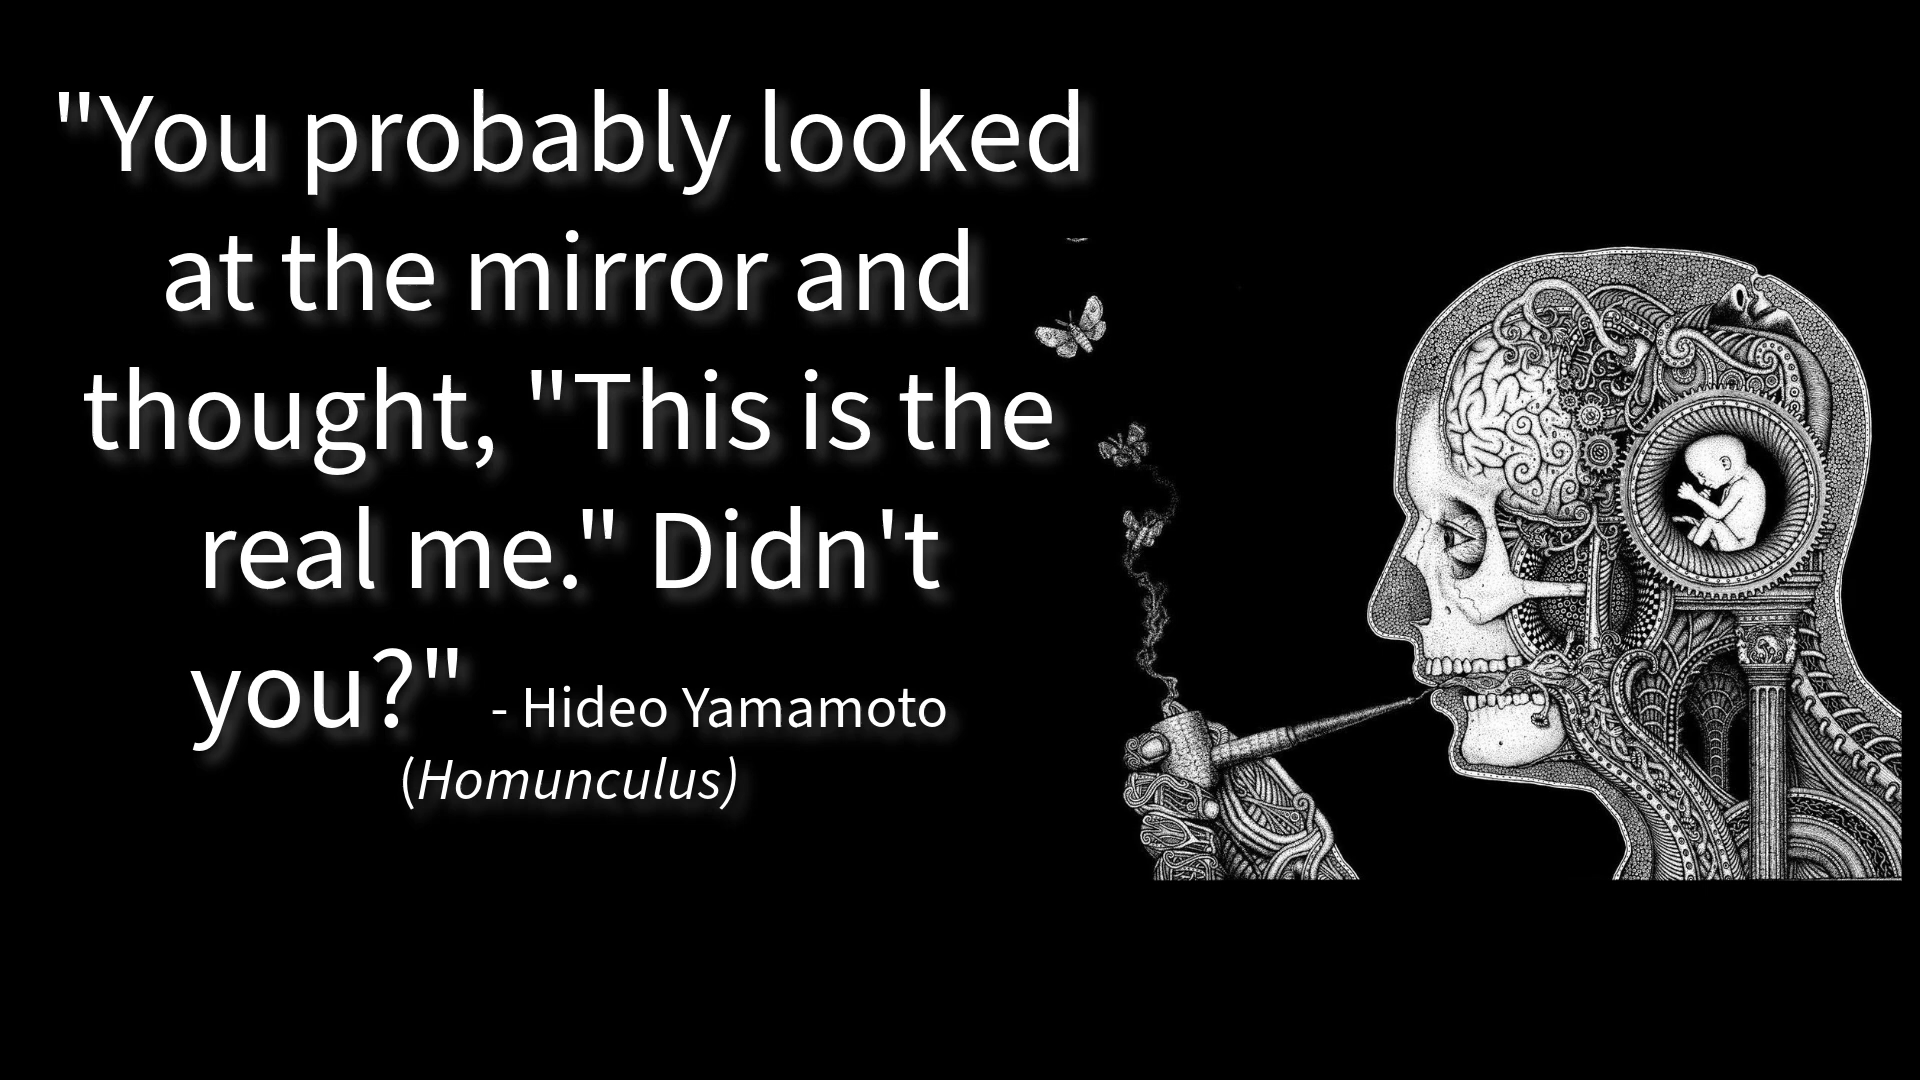 "You probably looked
at the mirror and
thought, "This is the
real me." Didn't
you?" - Hideo Yamamoto
(Homunculus)